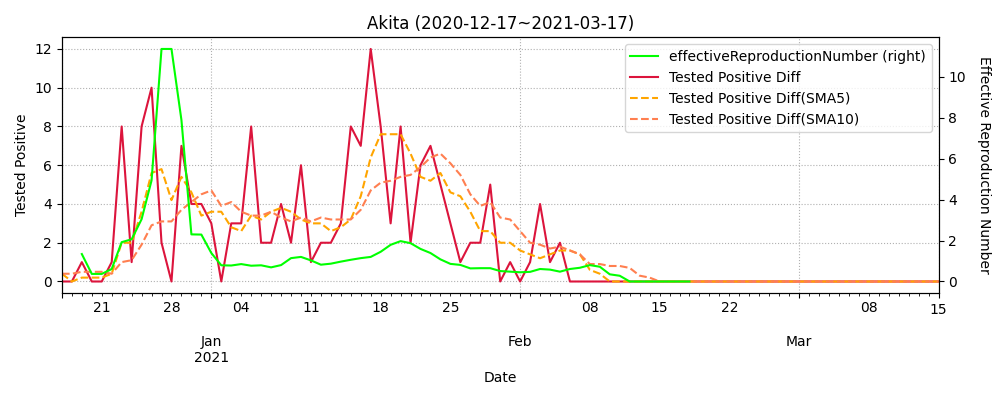 Akita (2020-12-17~2021-03-17)
effectiveReproductionNumber (right)
Tested Positive Diff
Tested Positive Diff(SMA5)
Tested Positive Diff(SMA10)
Tested Positive
12
10
8
6
4
2
0
Effective Reproduction Number
10
8
6
4
2
0
21 28 04 11 18 25 08 15 22 08 15
Jan Feb Mar
2021
Date